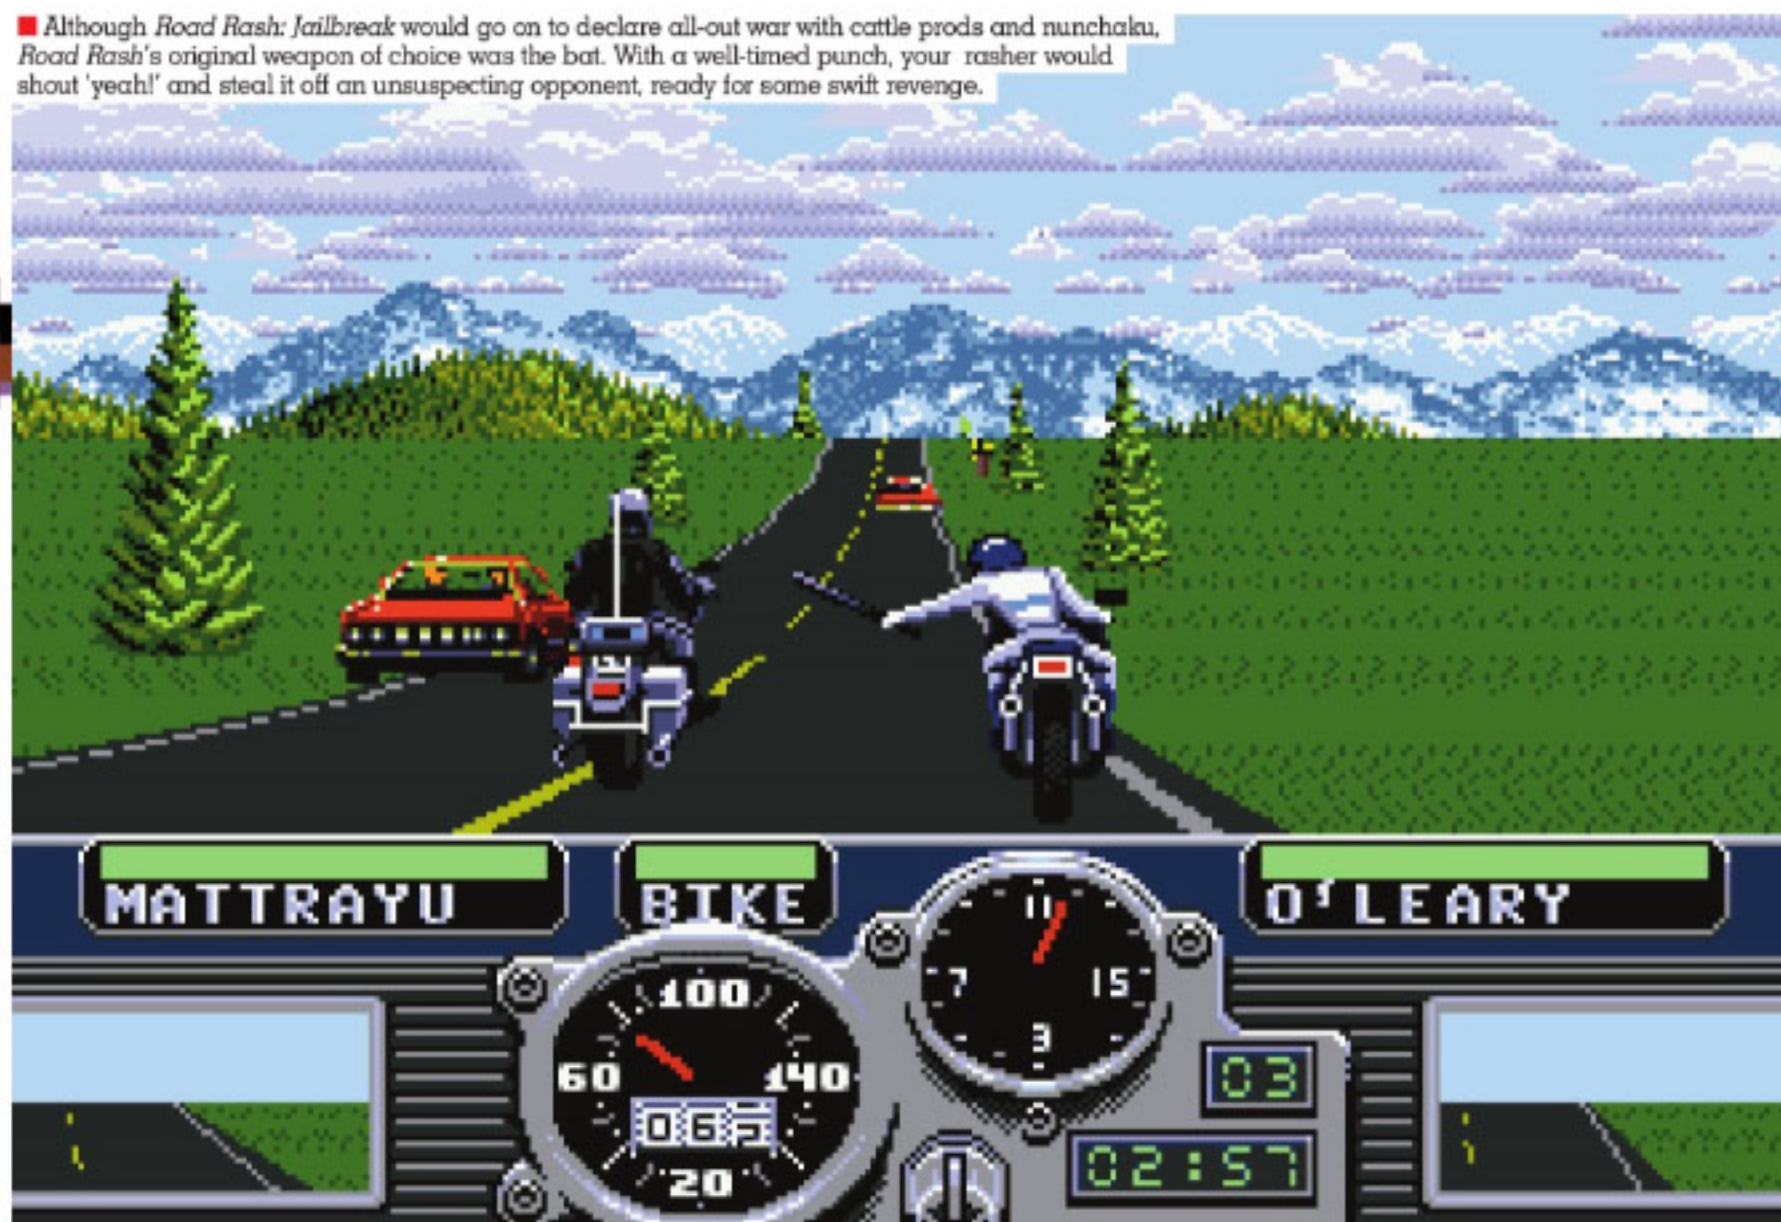 Although Road Rash: Jailbreak would go on to declare all-out war with cattle prods and nunchaku,
Road Rash's original weapon of choice was the bat. With a well-timed punch, your rasher would
shout 'yeah!' and steal it off an unsuspecting opponent, ready for some swift revenge.
MATTRAYU
BIKE
O'LEARY
11
7
15
3
100
60
140
065
20
03
02:57